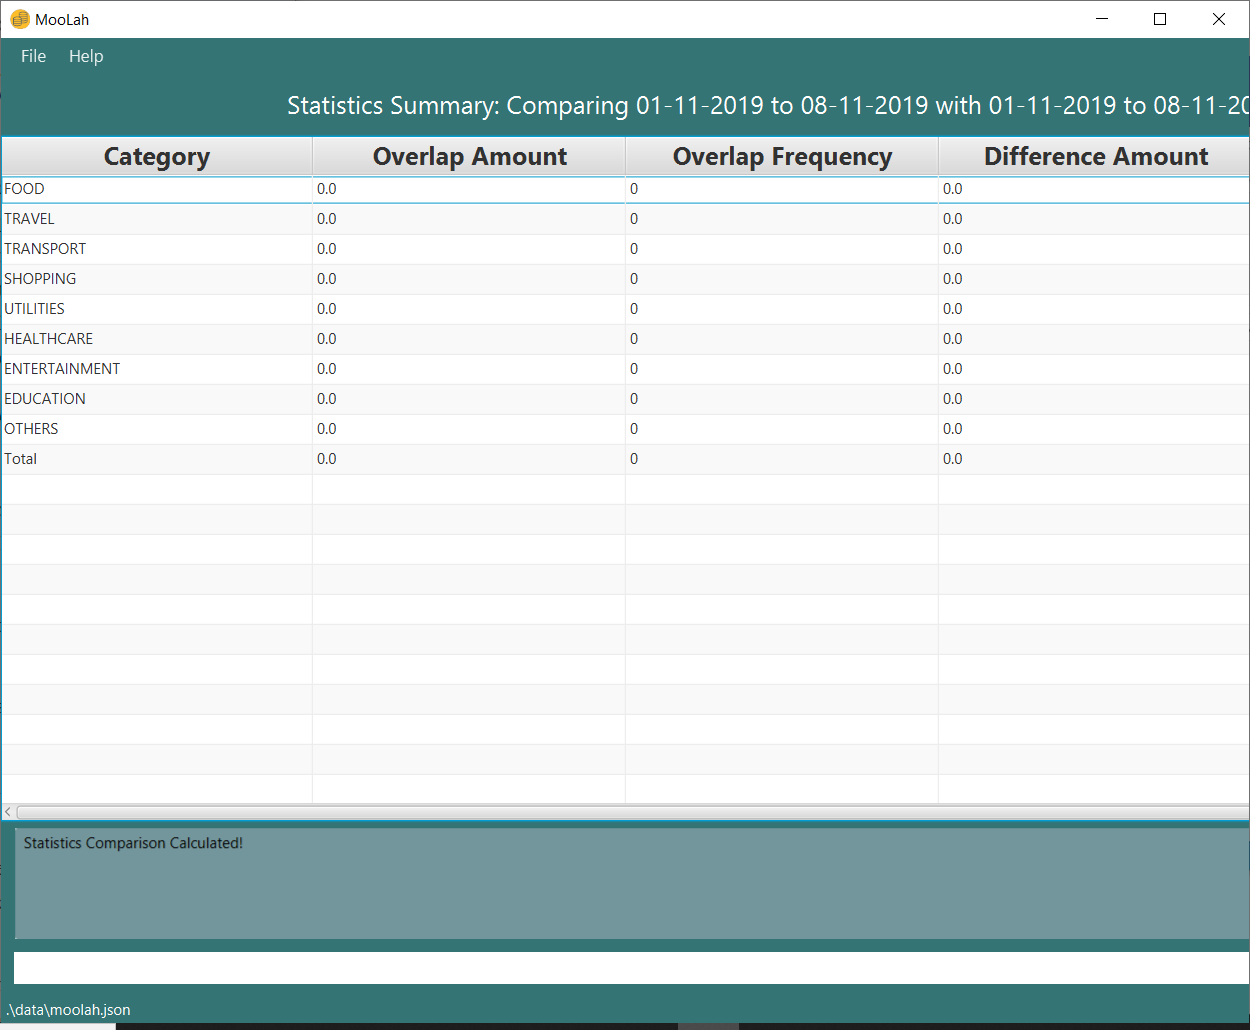 MooLah
File Help
Statistics Summary: Comparing 01-11-2019 to 08-11-2019 with 01-11-2019 to 08-11-20
Category Overlap Amount Overlap Frequency Difference Amount
FOOD 0.0 0 0.0
TRAVEL 0.0 0 0.0
TRANSPORT 0.0 0 0.0
SHOPPING 0.0 0 0.0
UTILITIES 0.0 0 0.0
HEALTHCARE 0.0 0 0.0
ENTERTAINMENT 0.0 0 0.0
EDUCATION 0.0 0 0.0
OTHERS 0.0 0 0.0
Total 0.0 0 0.0
Statistics Comparison Calculated!
.\data\moolah.json